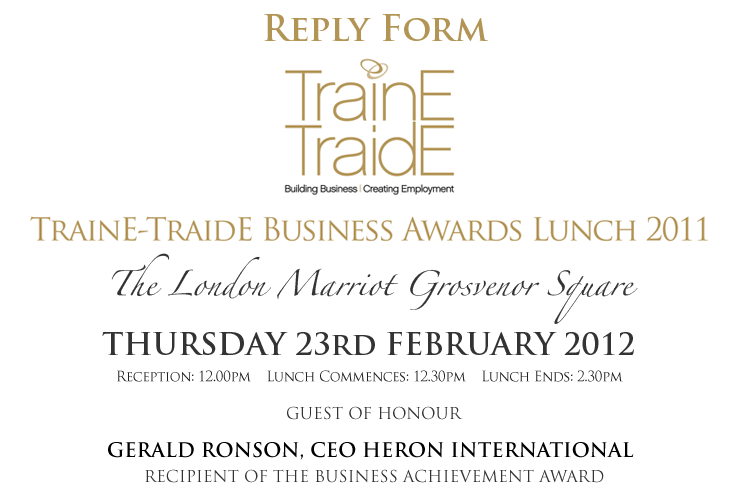 Reply Form
TrainE
TraidE
Building Business | Creating Employment
TrainE-TraidE Business Awards Lunch 2011
The London Marriot Grosvenor Square
THURSDAY 23RD FEBRUARY 2012
Reception: 12.00pm Lunch Commences: 12.30pm Lunch Ends: 2.30pm
GUEST OF HONOUR
GERALD RONSON, CEO HERON INTERNATIONAL
RECIPIENT OF THE BUSINESS ACHIEVEMENT AWARD